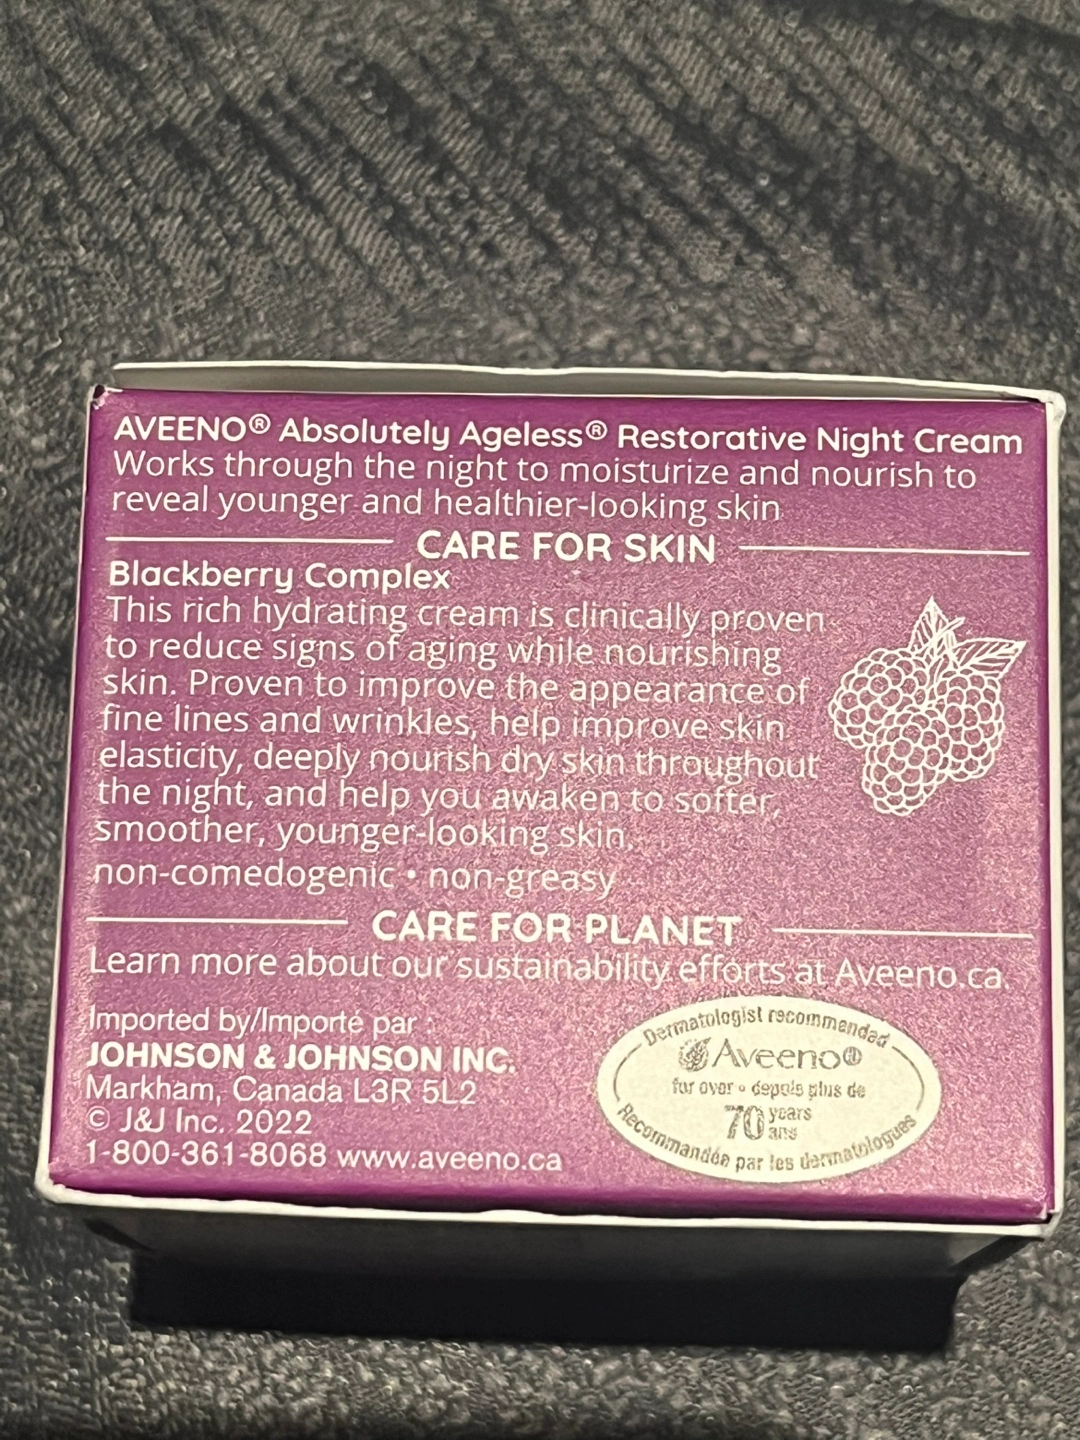 AVEENO® Absolutely Ageless® Restorative Night Cream
Works through the night to moisturize and nourish to
reveal younger and healthier-looking skin
CARE FOR SKIN
Blackberry Complex
This rich hydrating cream is clinically proven
to reduce signs of aging while nourishing
skin. Proven to improve the appearance of
fine lines and wrinkles, help improve skin
elasticity, deeply nourish dry skin throughout
the night, and help you awaken to softer,
smoother, younger-looking skin.
non-comedogenic • non-greasy
CARE FOR PLANET
Learn more about our sustainability efforts at Aveeno.ca.
Imported by/Importé par :
JOHNSON & JOHNSON INC.
Markham, Canada L3R 5L2
© J&J Inc. 2022
1-800-361-8068 www.aveeno.ca
Dermatologist recommended
Aveeno®
for over • depuis plus de
70 years
ans
Recommandée par les dermatologues